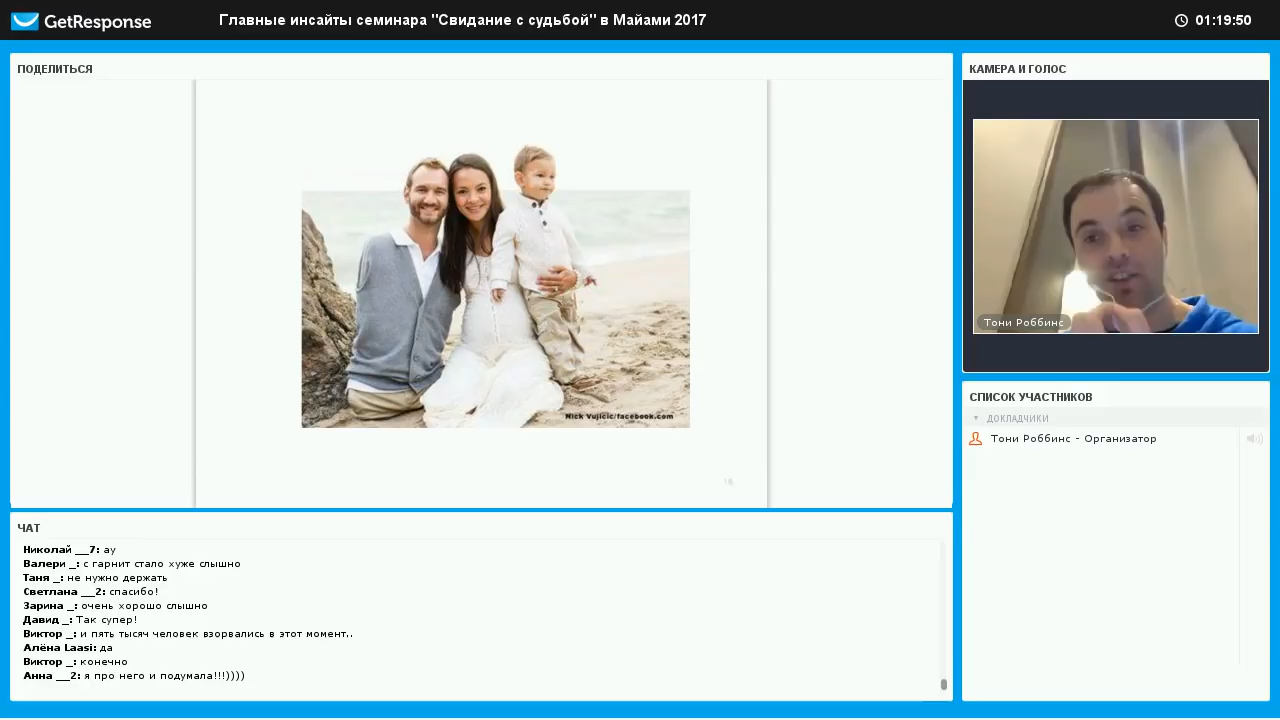 GetResponse
Главные инсайты семинара "Свидание с судьбой" в Майами 2017
01:19:50
ПОДЕЛИТЬСЯ
Nick Vujicic/facebook.com
КАМЕРА И ГОЛОС
Тони Роббинс
СПИСОК УЧАСТНИКОВ
ДОКЛАДЧИКИ
Тони Роббинс - Организатор
ЧАТ
Николай __7: ау
Валери _: с гарнит стало хуже слышно
Таня _: не нужно держать
Светлана __2: спасибо!
Зарина _: очень хорошо слышно
Давид _: Так супер!
Виктор _: и пять тысяч человек взорвались в этот момент..
Алёна Laasi: да
Виктор _: конечно
Анна __2: я про него и подумала!!!))))